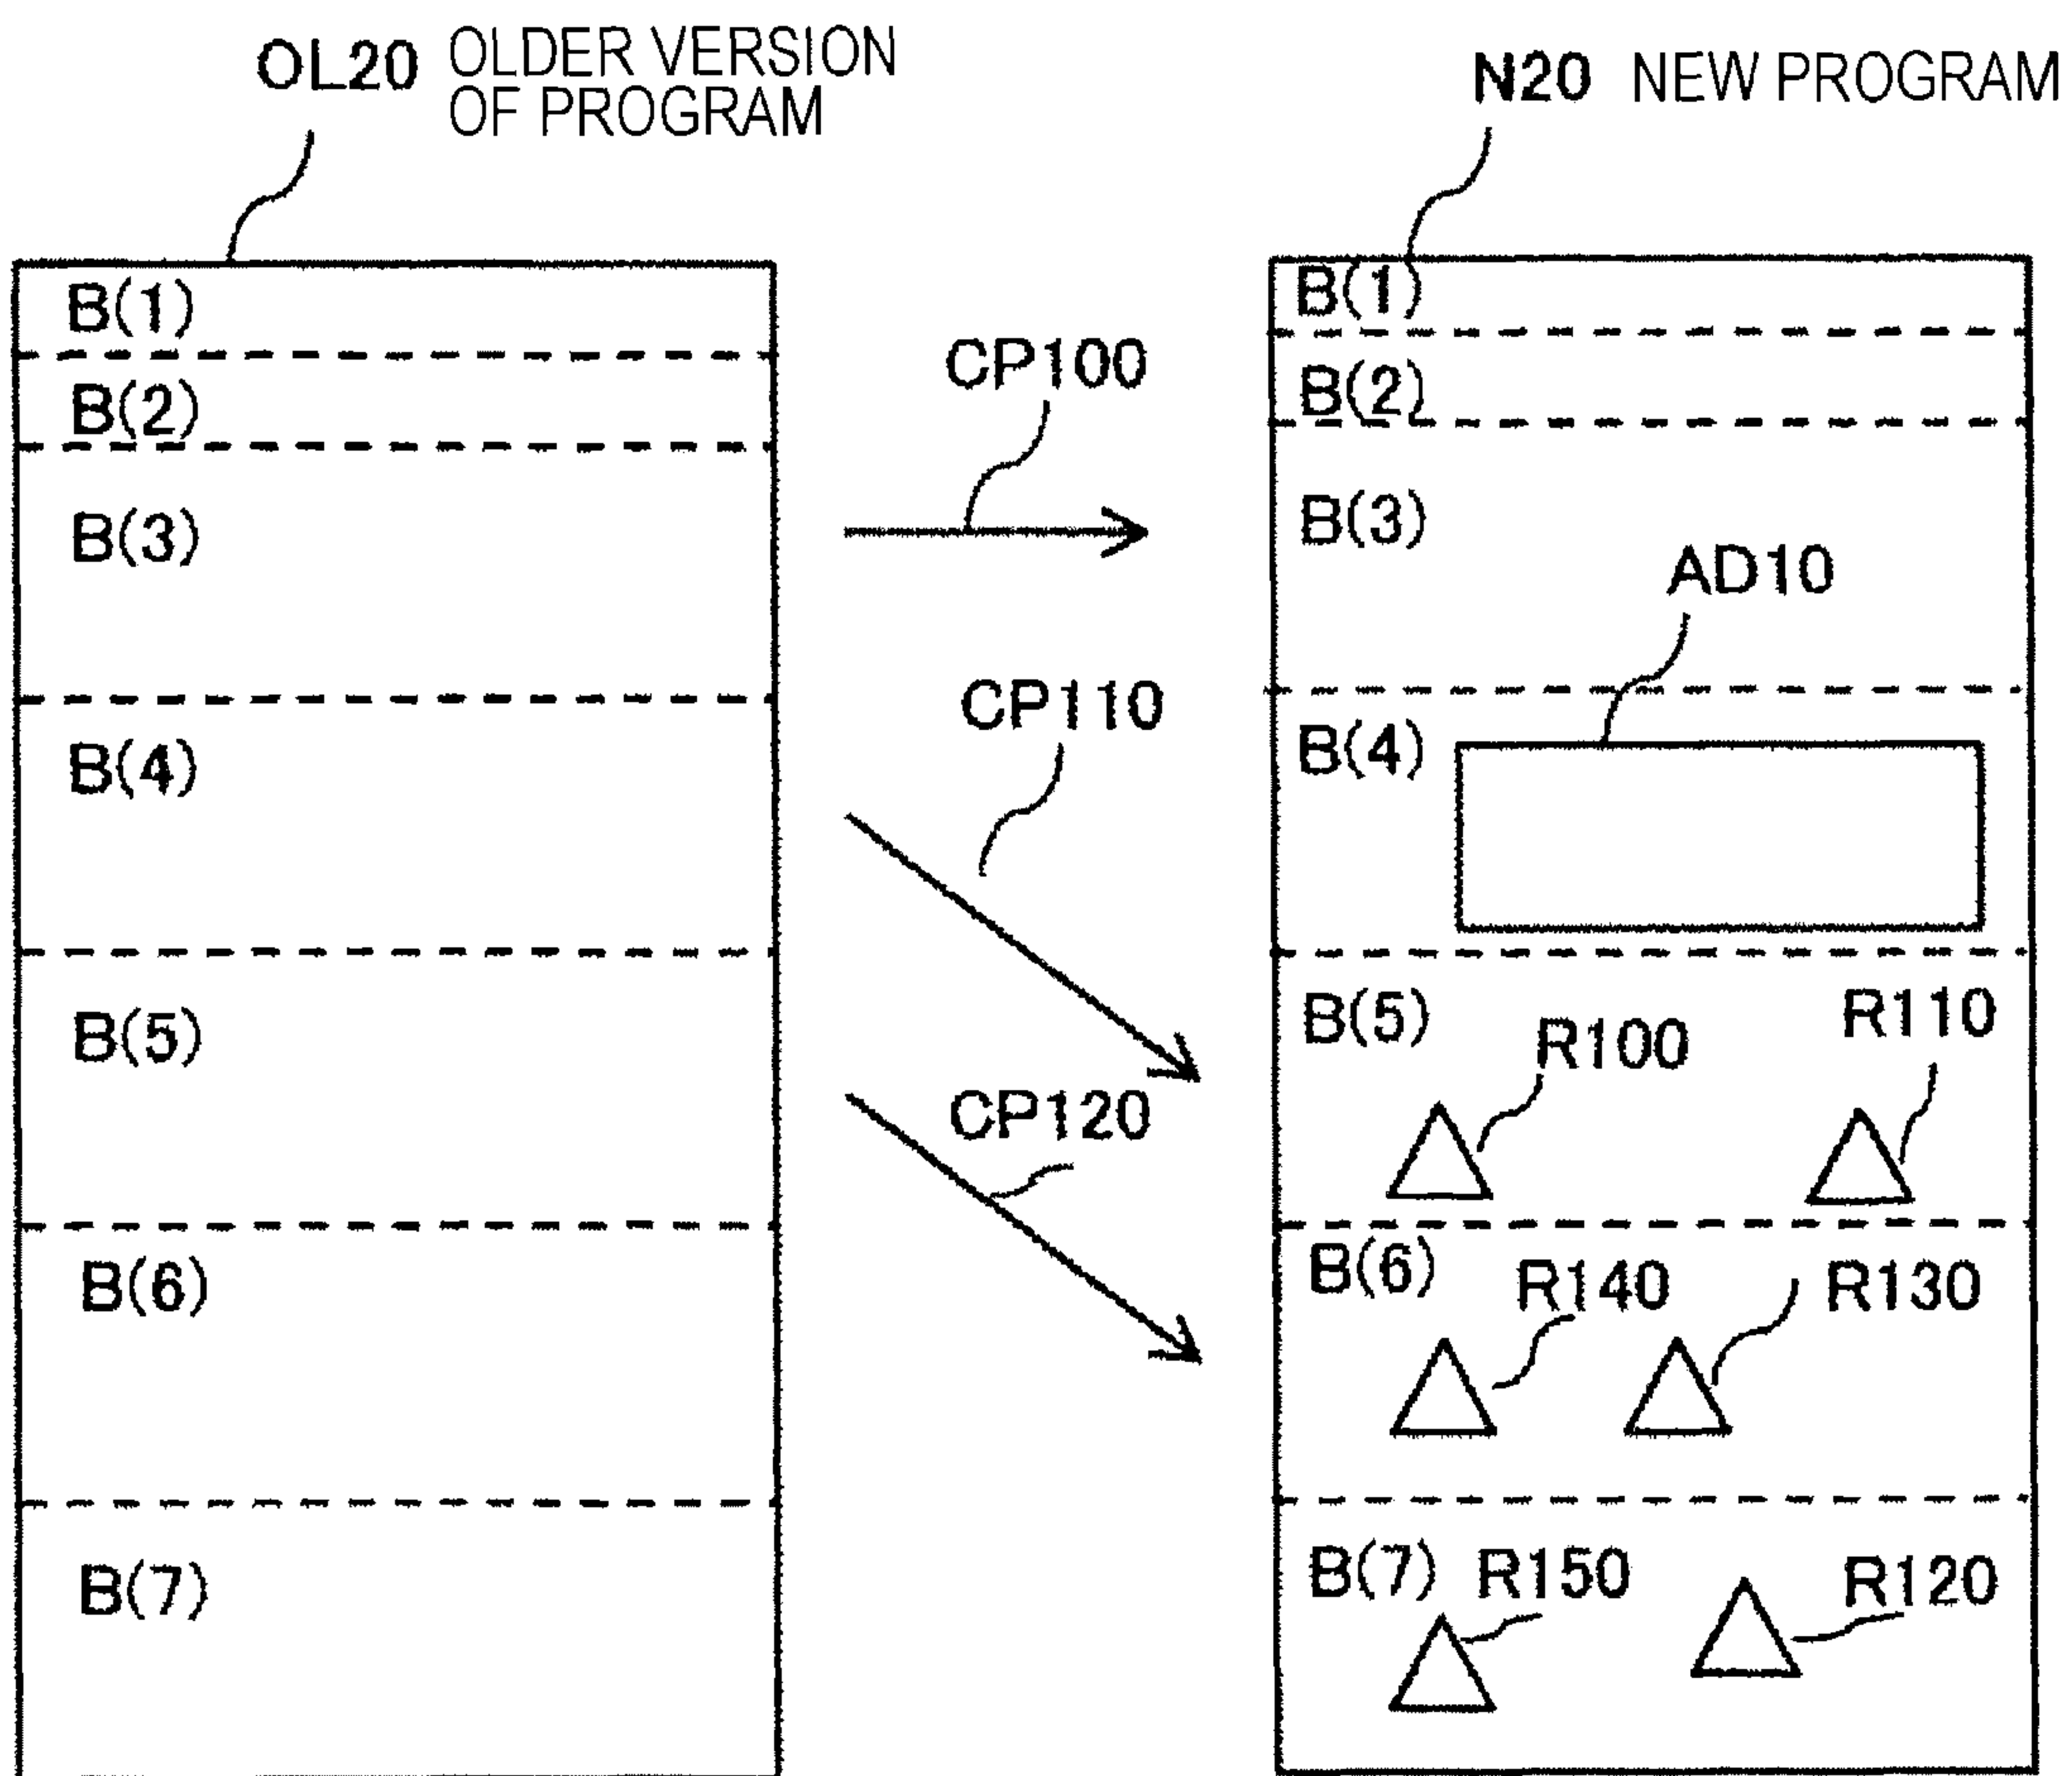 OL20 OLDER VERSION
OF PROGRAM
N20 NEW PROGRAM
B(1)
B(2)
B(3)
B(4)
B(5)
B(6)
B(7)
CP100
CP110
CP120
B(1)
B(2)
B(3)
AD10
B(4)
B(5) R100 R110
B(6) R140 R130
B(7) R150 R120